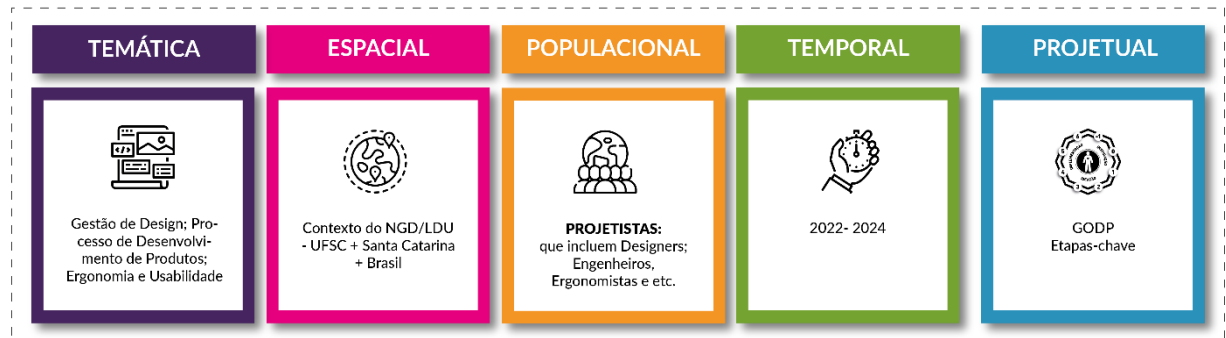 TEMÁTICA
ESPACIAL
POPULACIONAL
TEMPORAL
PROJETUAL
</>
Gestão de Design; Pro-
cesso de Desenvolvi-
mento de Produtos;
Ergonomia e Usabilidade
Contexto do NGD/LDU
- UFSC + Santa Catarina
+ Brasil
PROJETISTAS:
que incluem Designers;
Engenheiros,
Ergonomistas e etc.
2022- 2024
GODP
Etapas-chave